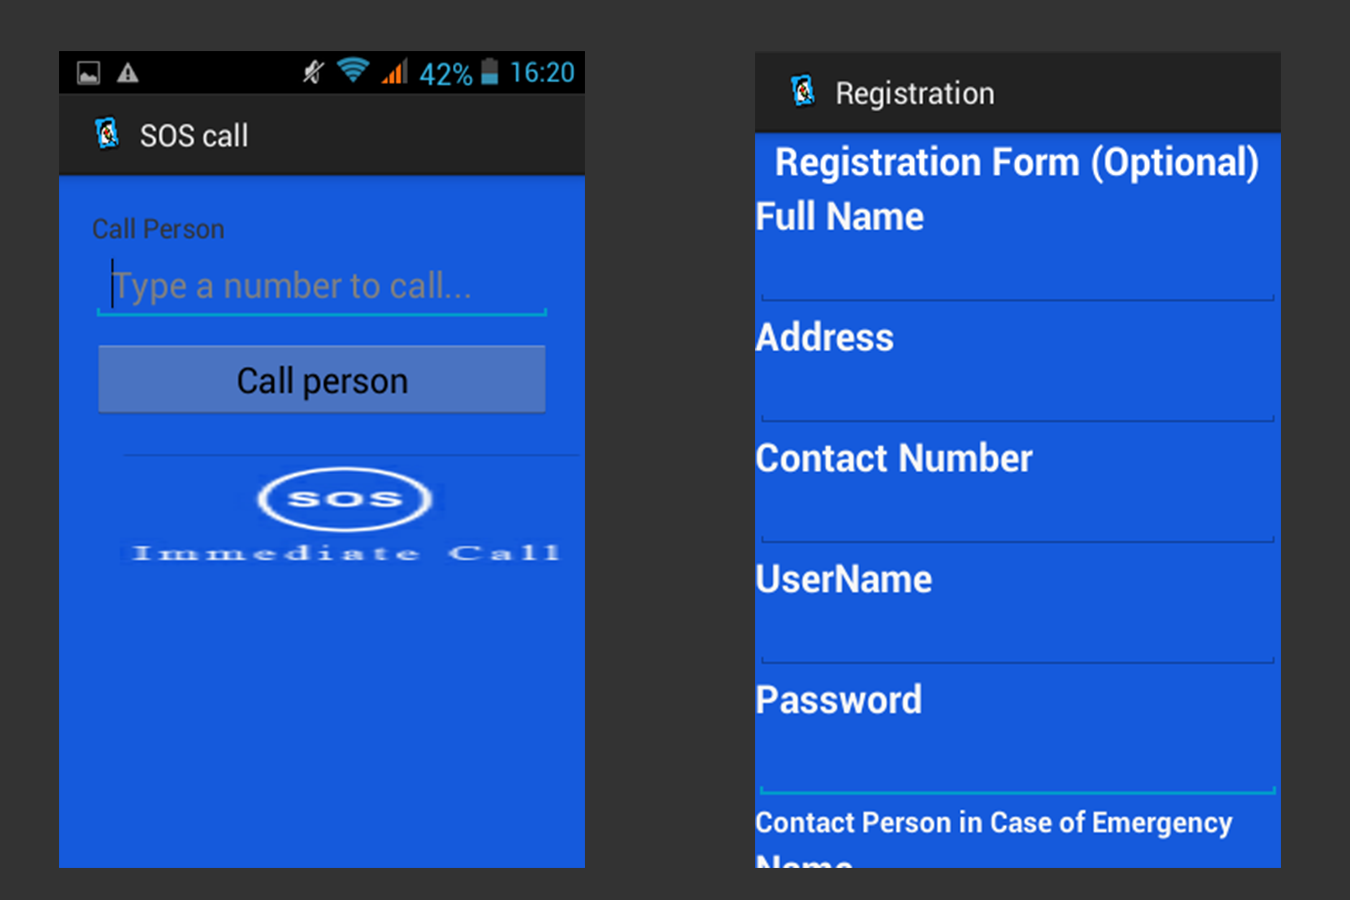 42% 16:20
SOS call
Call Person
Type a number to call...
Call person
SOS
Immediate Call
Registration
Registration Form (Optional)
Full Name
Address
Contact Number
UserName
Password
Contact Person in Case of Emergency
Name